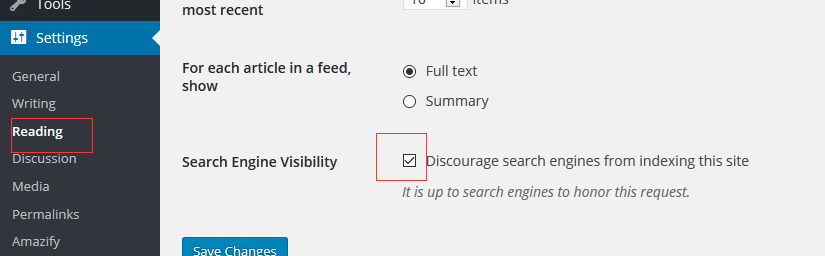 Tools
Settings
General
Writing
Reading
Discussion
Media
Permalinks
Amazify
most recent
10 items
For each article in a feed,
show
Full text
Summary
Search Engine Visibility
Discourage search engines from indexing this site
It is up to search engines to honor this request.
Save Changes